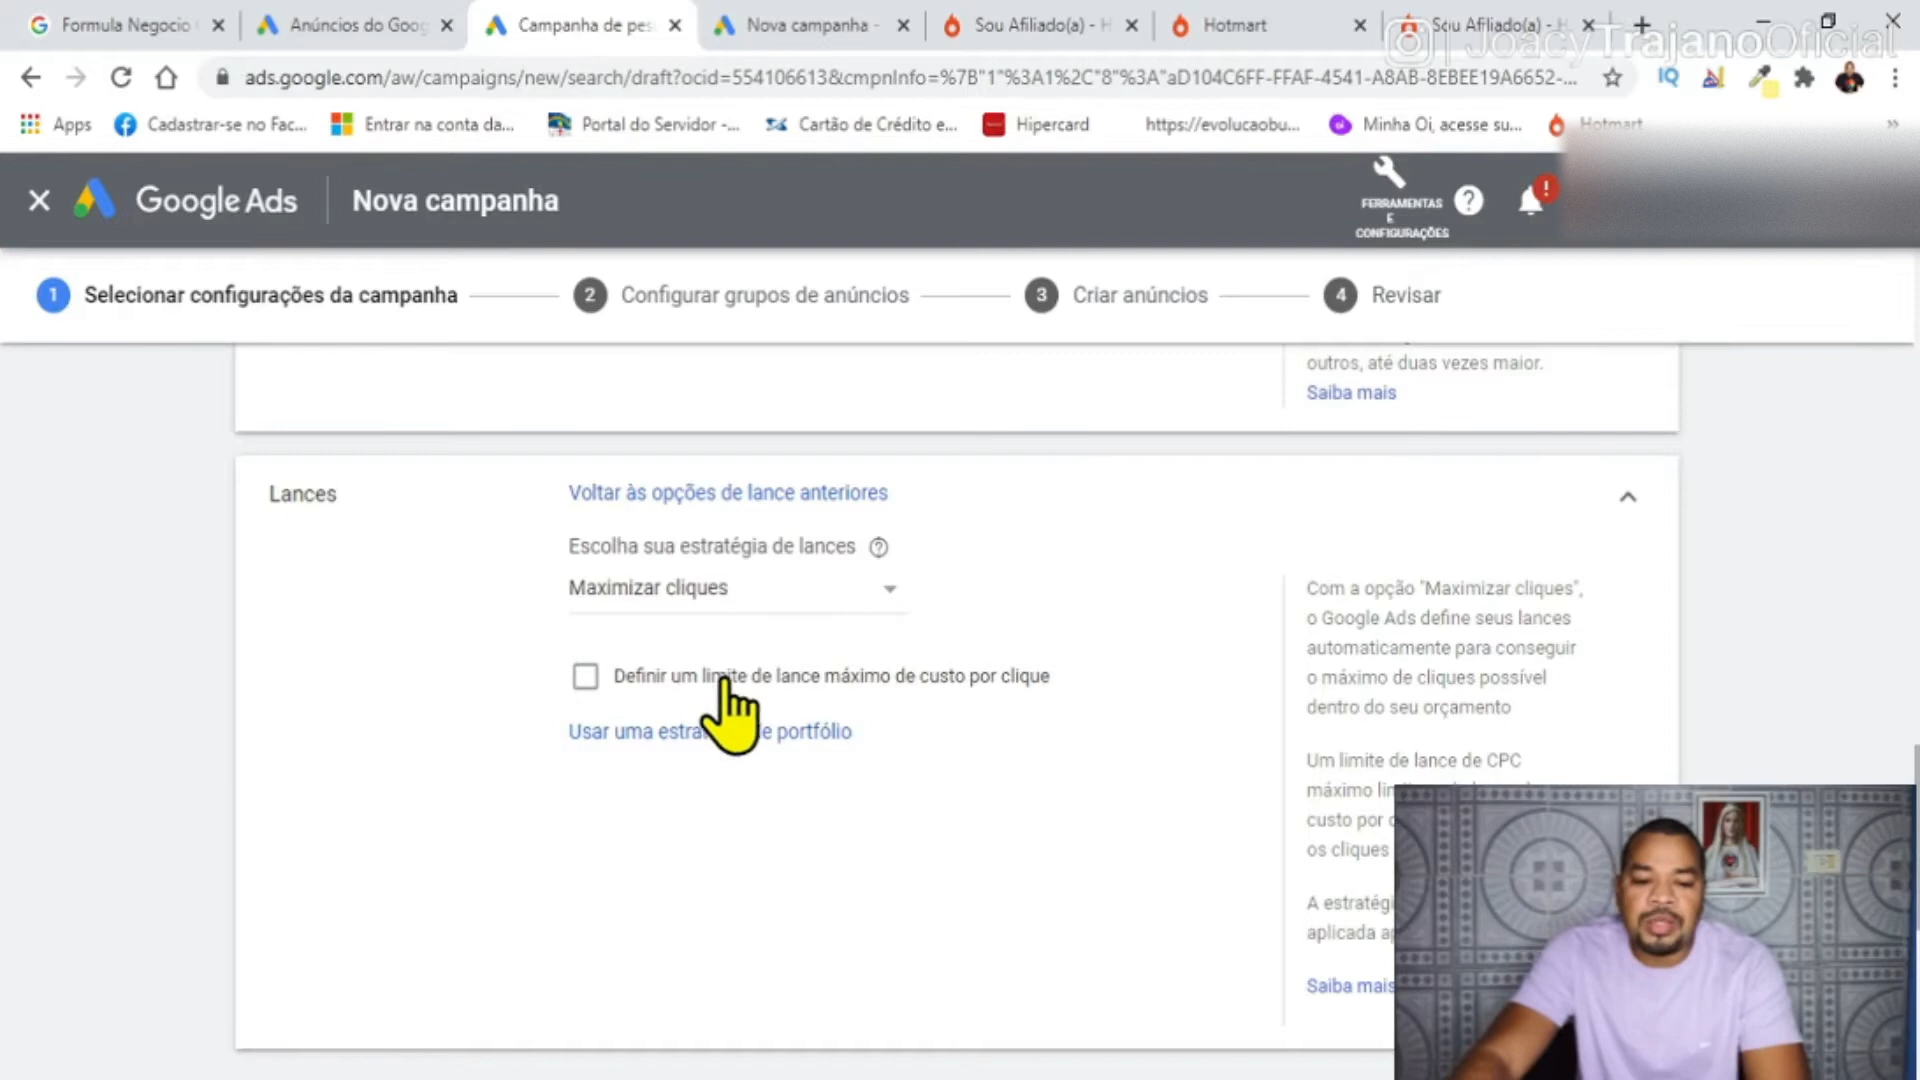 Formula Negocio
Anúncios do Goog
Campanha de pes
Nova campanha -
Sou Afiliado(a) - H
Hotmart
Sou Afiliado(a) - H
JoacyTrajanoOficial
ads.google.com/aw/campaigns/new/search/draft?ocid=554106613&cmpnInfo=%7B"1"%3A1%2C"8"%3A"aD104C6FF-FFAF-4541-A8AB-8EBEE19A6652-...
IQ
Apps
Cadastrar-se no Fac...
Entrar na conta da...
Portal do Servidor -...
Cartão de Crédito e...
Hipercard
https://evolucaobu...
Minha Oi, acesse su...
Hotmart
Google Ads
Nova campanha
FERRAMENTAS
E
CONFIGURAÇÕES
1 Selecionar configurações da campanha
2 Configurar grupos de anúncios
3 Criar anúncios
4 Revisar
outros, até duas vezes maior.
Saiba mais
Lances
Voltar às opções de lance anteriores
Escolha sua estratégia de lances
Maximizar cliques
Definir um limite de lance máximo de custo por clique
Usar uma estra e portfólio
Com a opção "Maximizar cliques",
o Google Ads define seus lances
automaticamente para conseguir
o máximo de cliques possível
dentro do seu orçamento
Um limite de lance de CPC
máximo li
custo por
os cliques
A estratég
aplicada a
Saiba mais